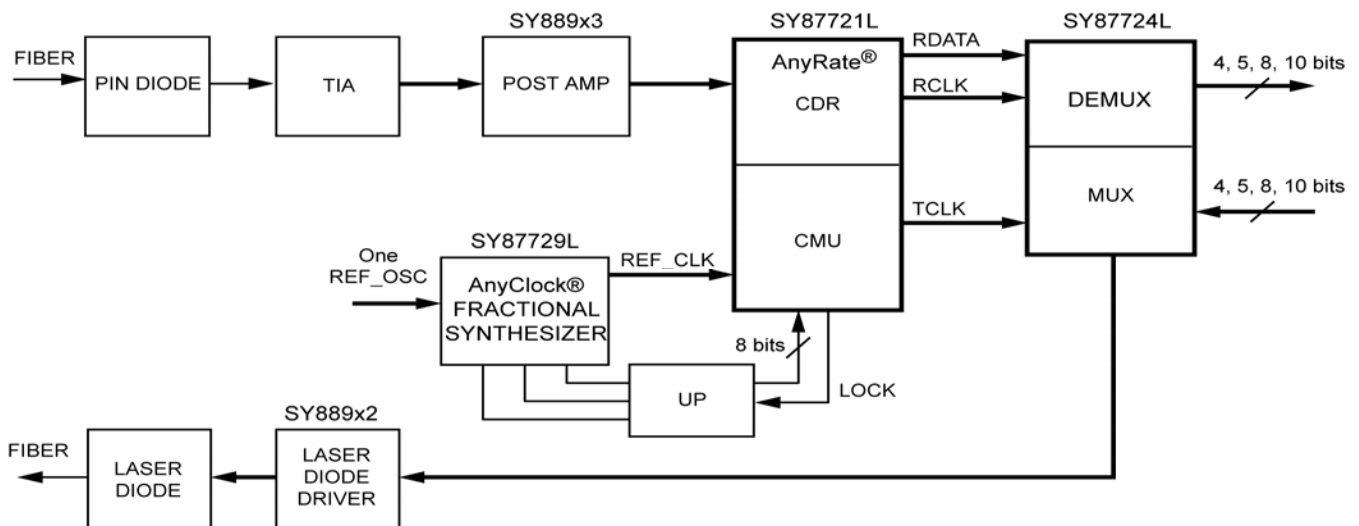 SY889x3
SY87721L
SY87724L
FIBER
PIN DIODE
TIA
POST AMP
AnyRate®
CDR
RDATA
RCLK
DEMUX
4, 5, 8, 10 bits
CMU
TCLK
MUX
4, 5, 8, 10 bits
SY87729L
One
REF_OSC
AnyClock®
FRACTIONAL
SYNTHESIZER
REF_CLK
8 bits
UP
LOCK
SY889x2
FIBER
LASER
DIODE
LASER
DIODE
DRIVER